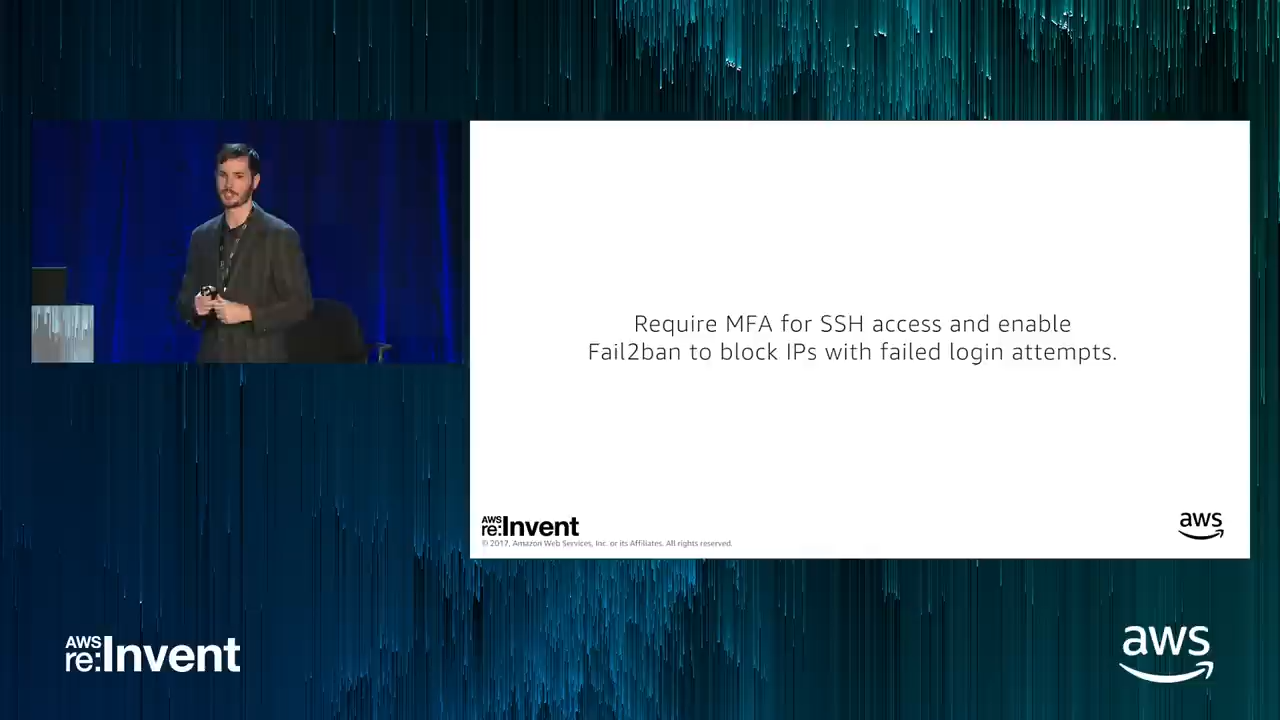 Require MFA for SSH access and enable
Fail2ban to block IPs with failed login attempts.
AWS
re:Invent
© 2017, Amazon Web Services, Inc. or its Affiliates. All rights reserved.
aws
AWS
re:Invent
aws